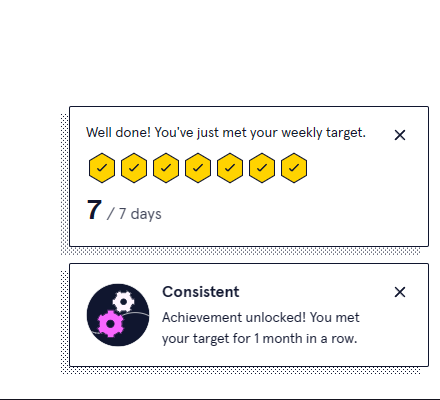 Well done! You've just met your weekly target.
7 / 7 days
Consistent
Achievement unlocked! You met
your target for 1 month in a row.